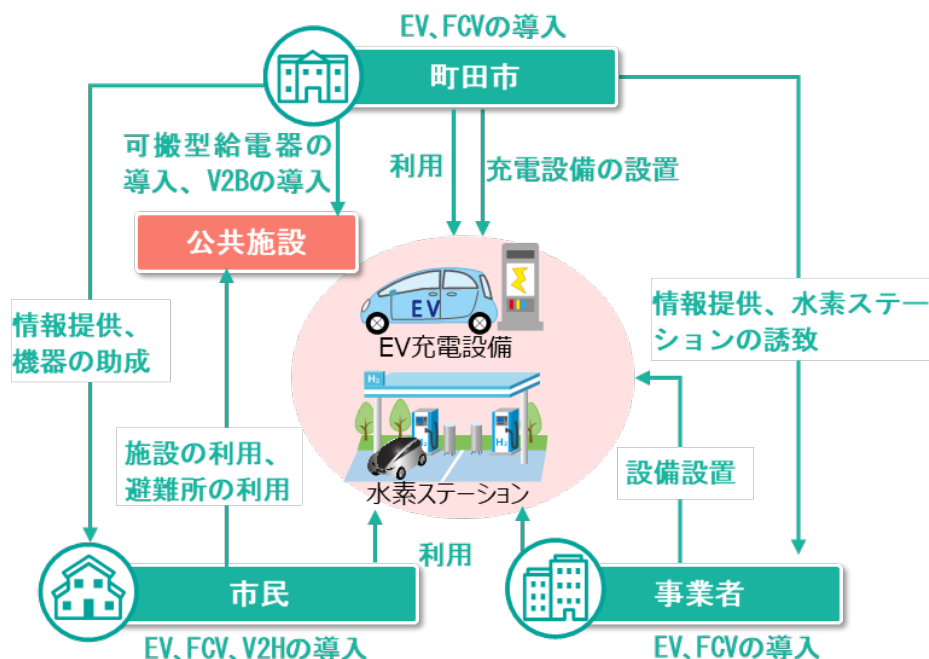 EV、FCVの導入
町田市
可搬型給電器の
導入、V2Bの導入
利用
充電設備の設置
公共施設
情報提供、
機器の助成
EV
EV充電設備
情報提供、水素ステー
ションの誘致
H₂
H₂
H₂
水素ステーション
施設の利用、
避難所の利用
設備設置
利用
市民
事業者
EV、FCV、V2Hの導入
EV、FCVの導入